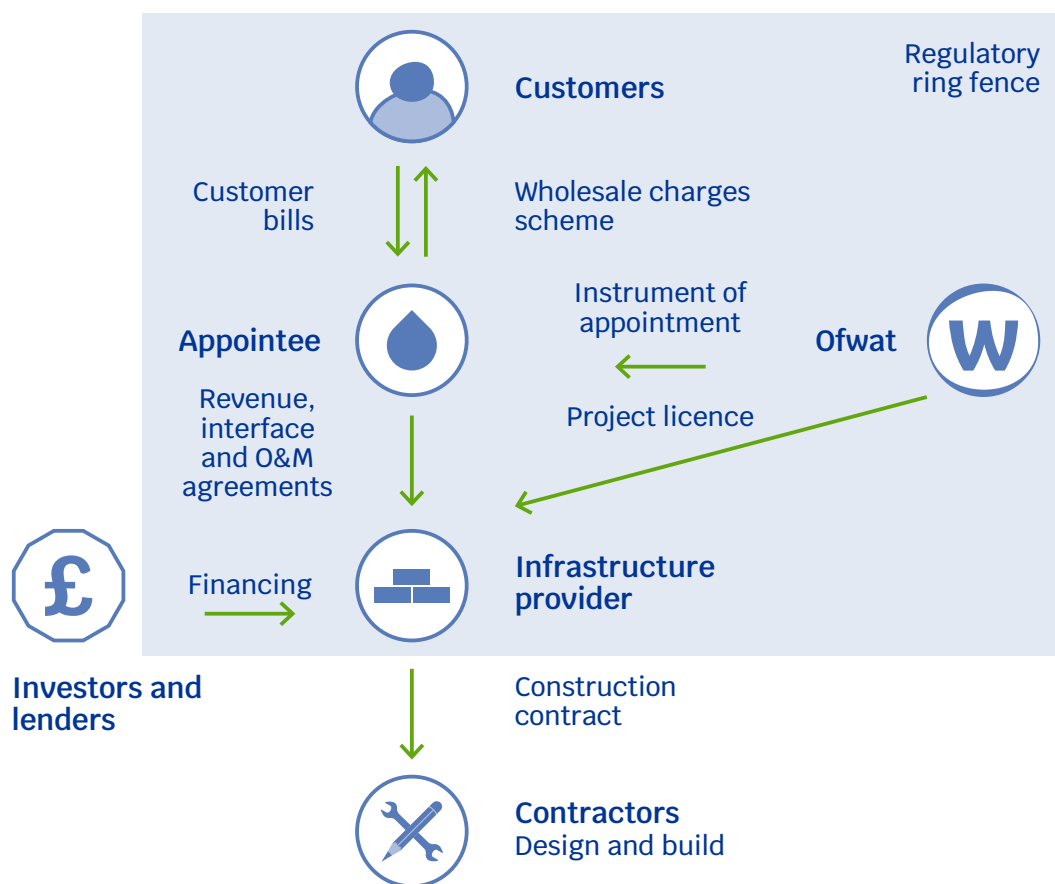 Regulatory
ring fence
Customers
Customer
bills
Wholesale charges
scheme
Instrument of
appointment
Appointee
Ofwat
W
Revenue,
interface
and O&M
agreements
Project licence
£
Financing
Infrastructure
provider
Investors and
lenders
Construction
contract
Contractors
Design and build